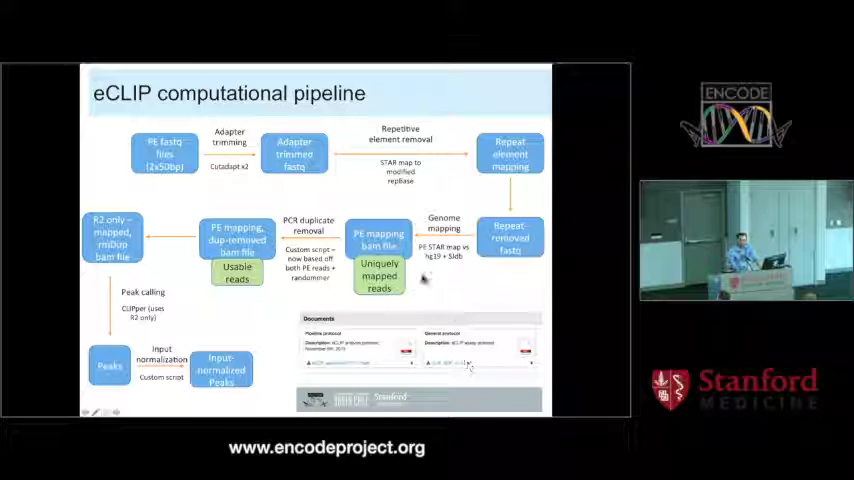 eCLIP computational pipeline
PE fastq
files
(2x50bp)
Adapter
trimming
Cutadapt x2
Adapter
trimmed
fastq
Repetitive
element removal
STAR map to
modified
repBase
Repeat
element
mapping
Repeat-
removed
fastq
Genome
mapping
PE STAR map vs
hg19 + SJdb
PE mapping
bam file
Uniquely
mapped
reads
PCR duplicate
removal
Custom script –
now based off
both PE reads +
randommer
PE mapping,
dup-removed
bam file
Usable
reads
R2 only –
mapped,
rmDup
bam file
Peak calling
CLIPper (uses
R2 only)
Peaks
Input
normalization
Custom script
Input-
normalized
Peaks
Documents
Pipeline protocol
General protocol
Stanford
ENCODE
Stanford
MEDICINE
www.encodeproject.org